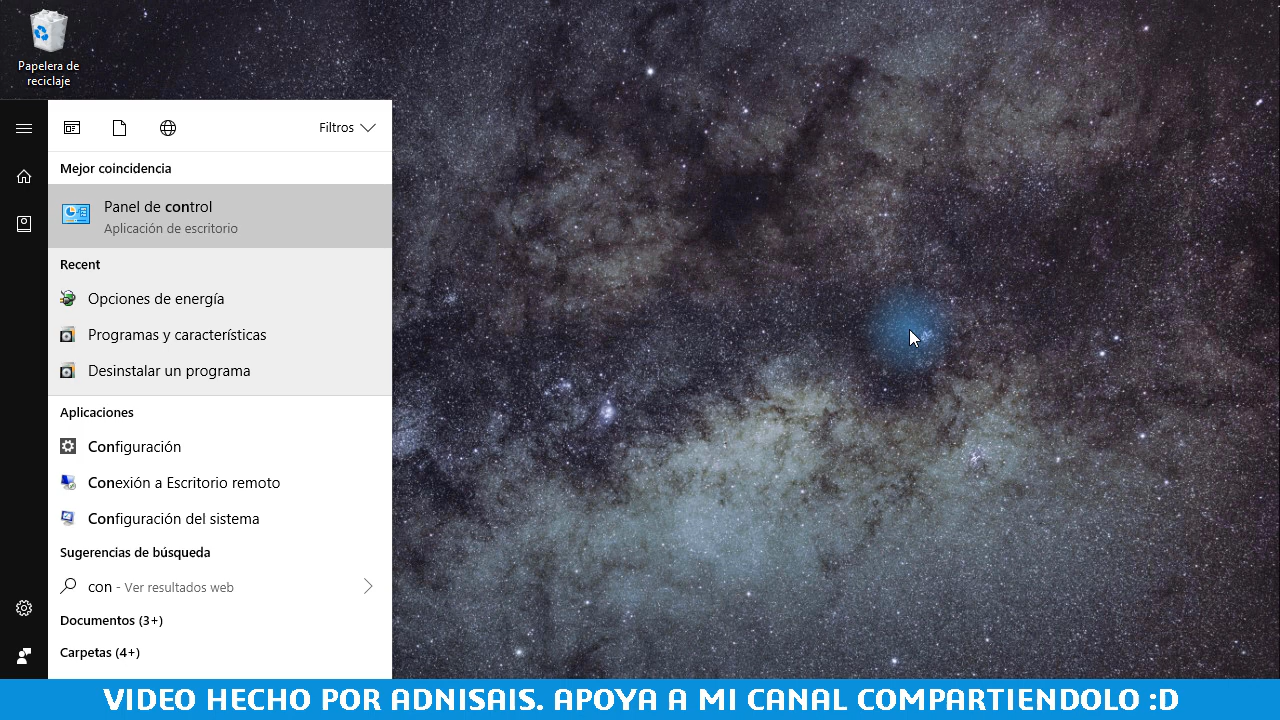 Papelera de
reciclaje
Filtros
Mejor coincidencia
Panel de control
Aplicación de escritorio
Recent
Opciones de energía
Programas y características
Desinstalar un programa
Aplicaciones
Configuración
Conexión a Escritorio remoto
Configuración del sistema
Sugerencias de búsqueda
con - Ver resultados web
Documentos (3+)
Carpetas (4+)
VIDEO HECHO POR ADNISAIS. APOYA A MI CANAL COMPARTIENDOLO :D